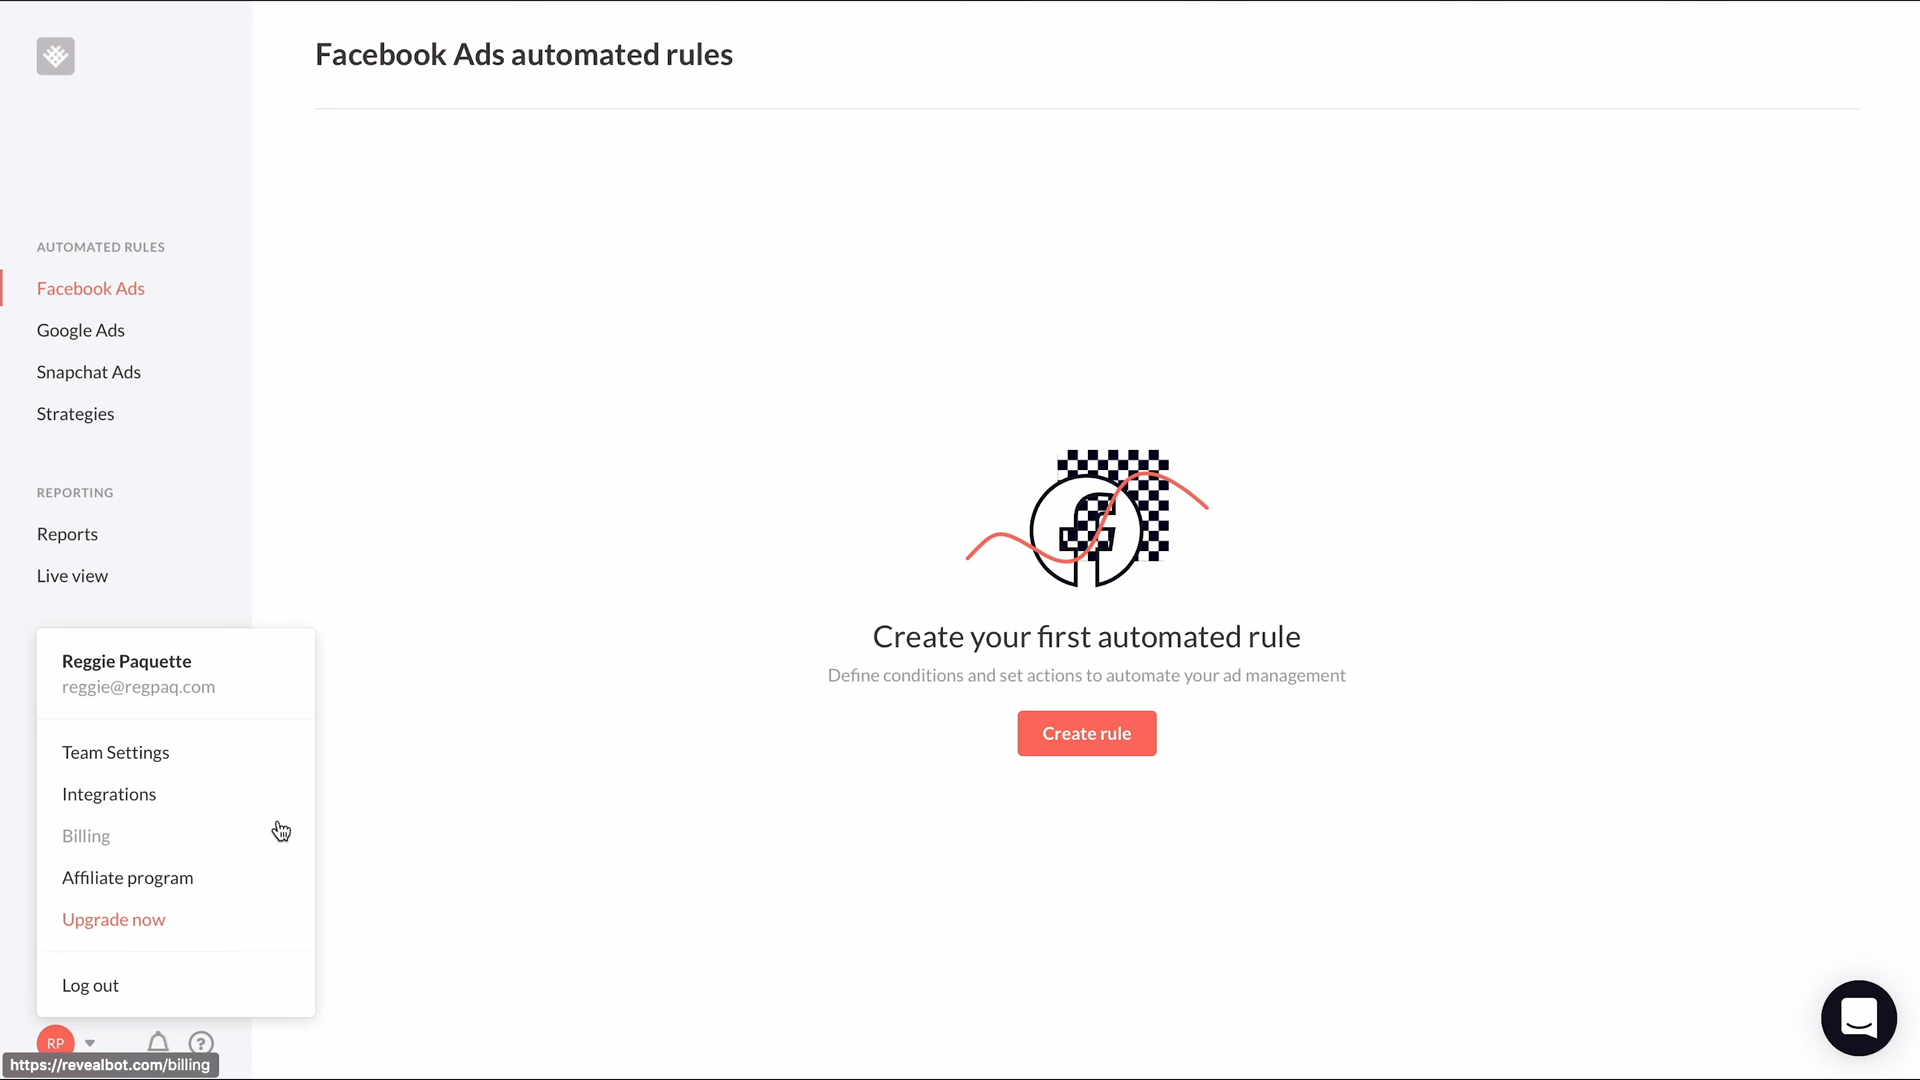 Facebook Ads automated rules
AUTOMATED RULES
Facebook Ads
Google Ads
Snapchat Ads
Strategies
REPORTING
Reports
Live view
Reggie Paquette
reggie@regpaq.com
Team Settings
Integrations
Billing
Affiliate program
Upgrade now
Log out
RP
?
https://revealbot.com/billing
Create your first automated rule
Define conditions and set actions to automate your ad management
Create rule